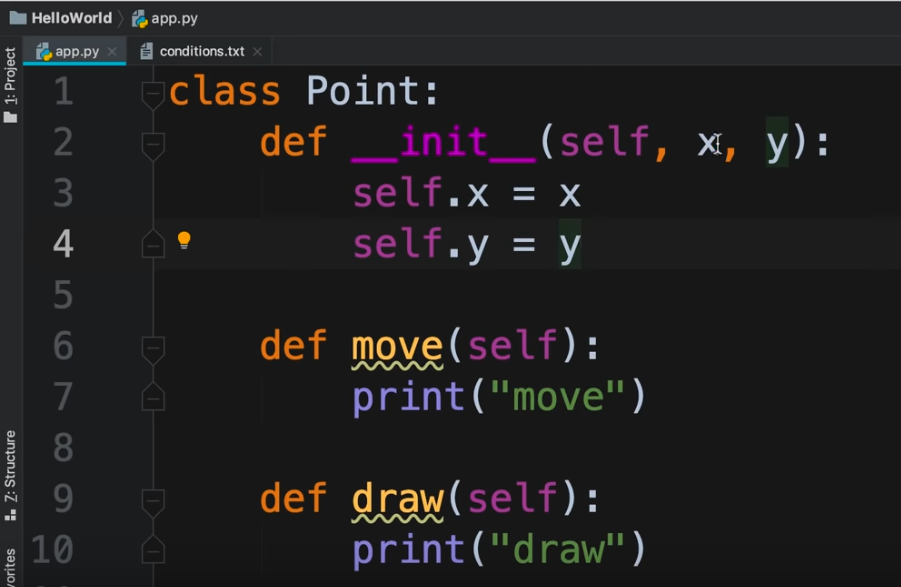 HelloWorld app.py
app.py conditions.txt
1: Project
1 class Point:
2     def __init__(self, x, y):
3         self.x = x
4         self.y = y
5
6     def move(self):
7         print("move")
8
9     def draw(self):
10         print("draw")
Z: Structure
vorites